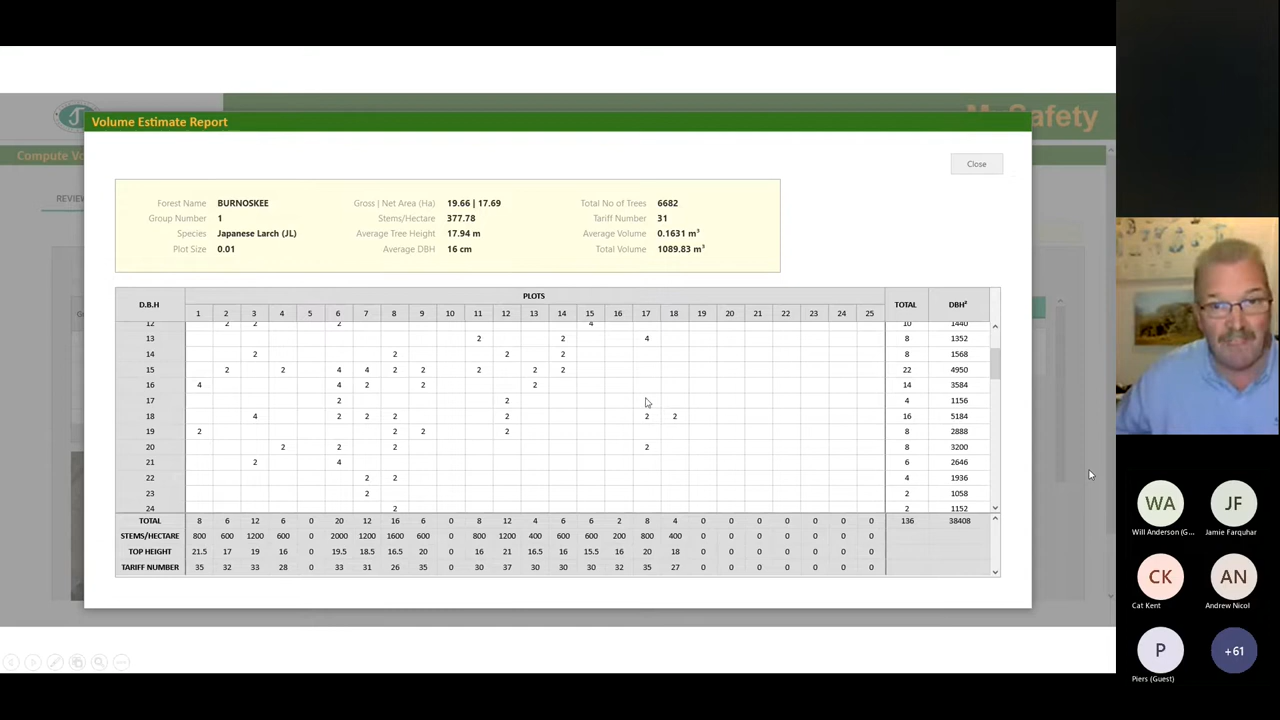 My Safety
Volume Estimate Report
Compute Vo
Close
REVIEW
Forest Name BURNOSKEE Gross | Net Area (Ha) 19.66 | 17.69 Total No of Trees 6682
Group Number 1 Stems/Hectare 377.78 Tariff Number 31
Species Japanese Larch (JL) Average Tree Height 17.94 m Average Volume 0.1631 m³
Plot Size 0.01 Average DBH 16 cm Total Volume 1089.83 m³
D.B.H PLOTS TOTAL DBH²
1 2 3 4 5 6 7 8 9 10 11 12 13 14 15 16 17 18 19 20 21 22 23 24 25
12 2 2 2 4 10 1440
13 2 2 4 8 1352
14 2 2 2 2 8 1568
15 2 2 4 4 2 2 2 2 2 22 4950
16 4 4 2 2 2 14 3584
17 2 2 4 1156
18 4 2 2 2 2 2 2 16 5184
19 2 2 2 2 8 2888
20 2 2 2 2 8 3200
21 2 4 6 2646
22 2 2 4 1936
23 2 2 1058
24 2 2 1152
TOTAL 8 6 12 6 0 20 12 16 6 0 8 12 4 6 6 2 8 4 0 0 0 0 0 0 0 136 38408
STEMS/HECTARE 800 600 1200 600 0 2000 1200 1600 600 0 1200 400 600 600 200 800 400 0 0 0 0 0 0 0
TOP HEIGHT 21.5 17 19 16 0 19.5 18.5 16.5 20 0 16 21 16.5 16 15.5 16 20 18 0 0 0 0 0 0 0
TARIFF NUMBER 35 32 33 28 0 33 31 26 35 0 30 37 30 30 30 32 35 27 0 0 0 0 0 0 0
WA JF
Will Anderson (G... Jamie Farquhar
CK AN
Cat Kent Andrew Nicol
P +61
Piers (Guest)